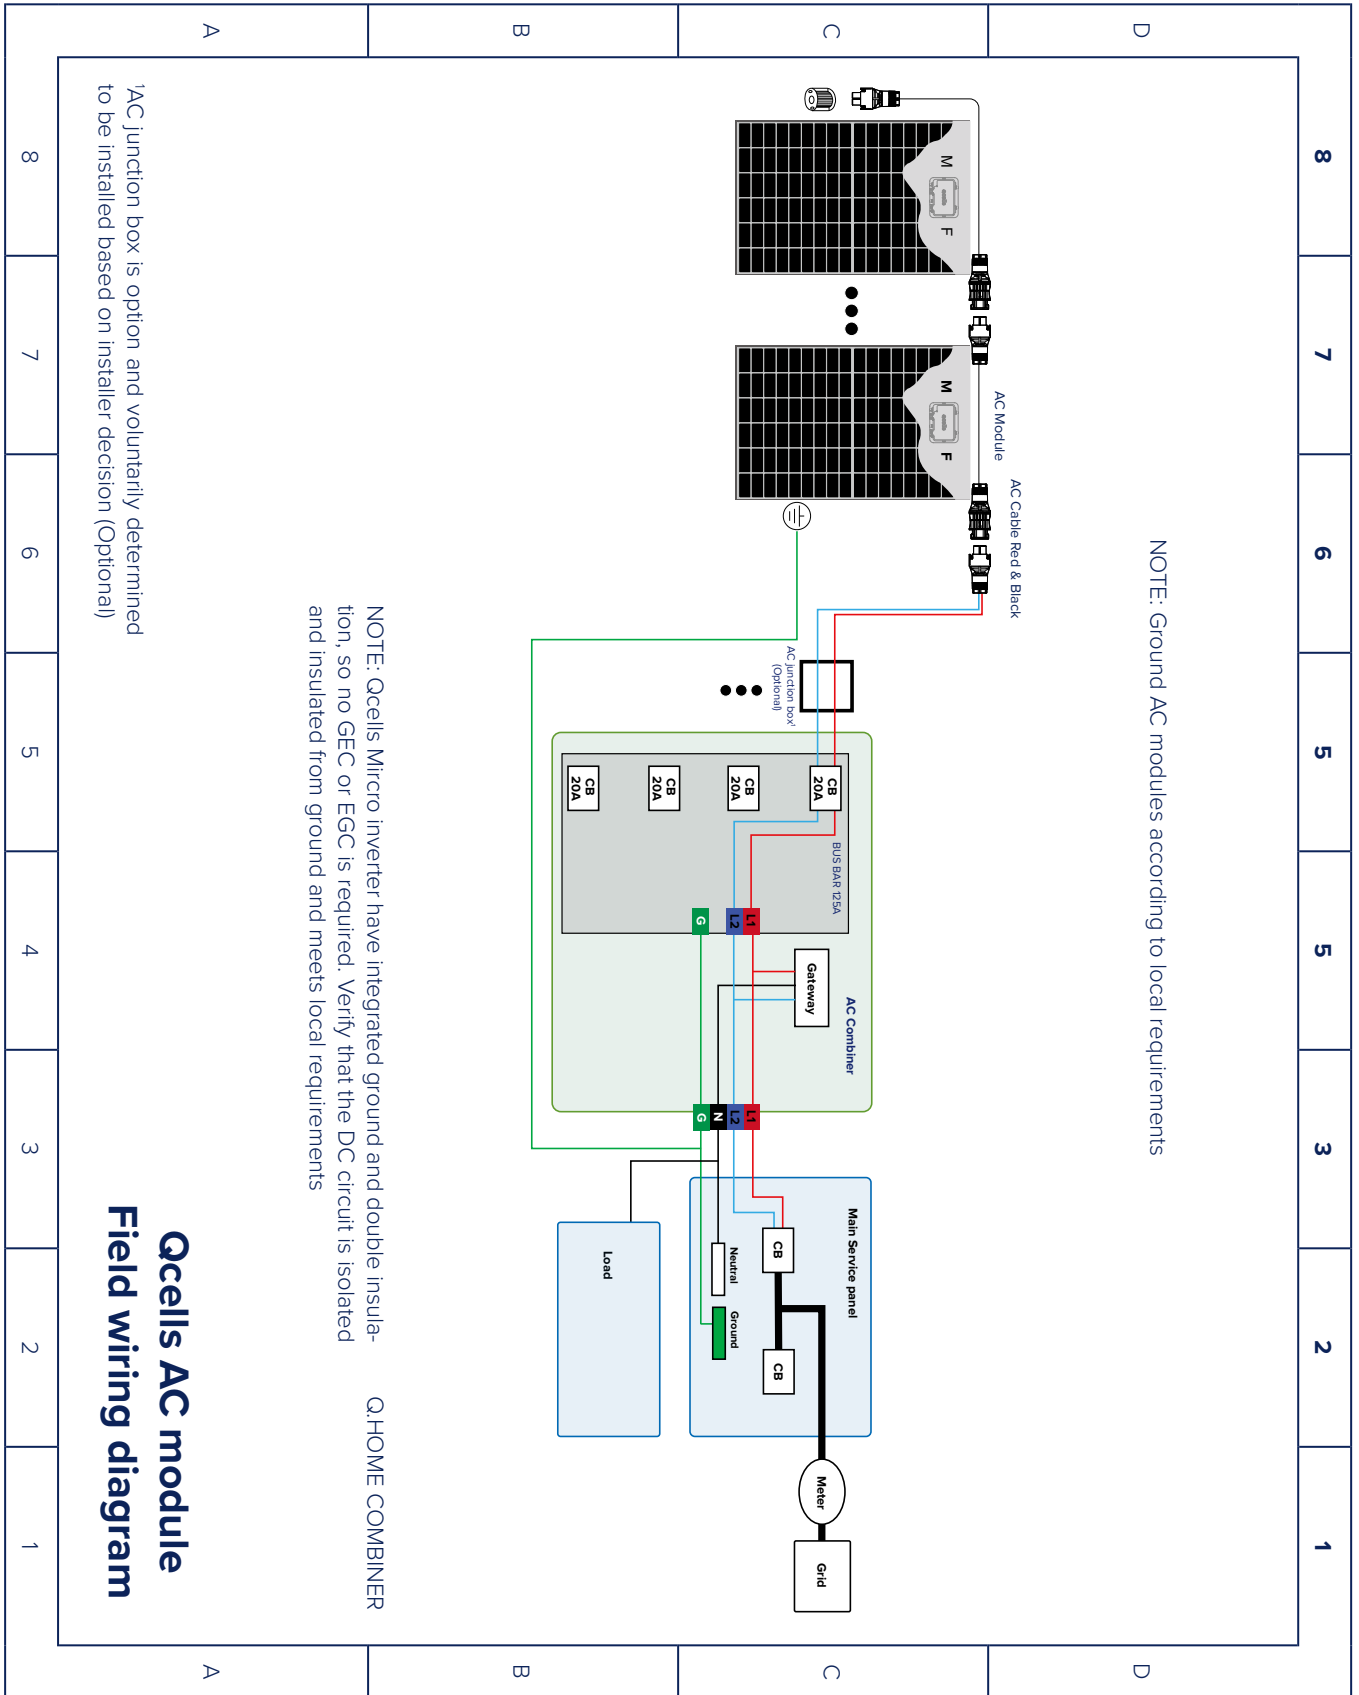 8 7 6 5 5 3 2 1
D
D
NOTE: Ground AC modules according to local requirements
AC Cable Red & Black
AC Module
M F
M F
C
C
AC junction box¹
(Optional)
CB
20A
CB
20A
CB
20A
CB
20A
BUS BAR 125A
L1
L2
G
AC Combiner
Gateway
L1
L2
N
G
Main Service panel
CB
CB
Neutral
Ground
Load
Meter
Grid
B
B
NOTE: Qcells Mircro inverter have integrated ground and double insula-
tion, so no GEC or EGC is required. Verify that the DC circuit is isolated
and insulated from ground and meets local requirements
Q.HOME COMBINER
A
A
¹AC junction box is option and voluntarily determined
to be installed based on installer decision (Optional)
Qcells AC module
Field wiring diagram
8 7 6 5 4 3 2 1